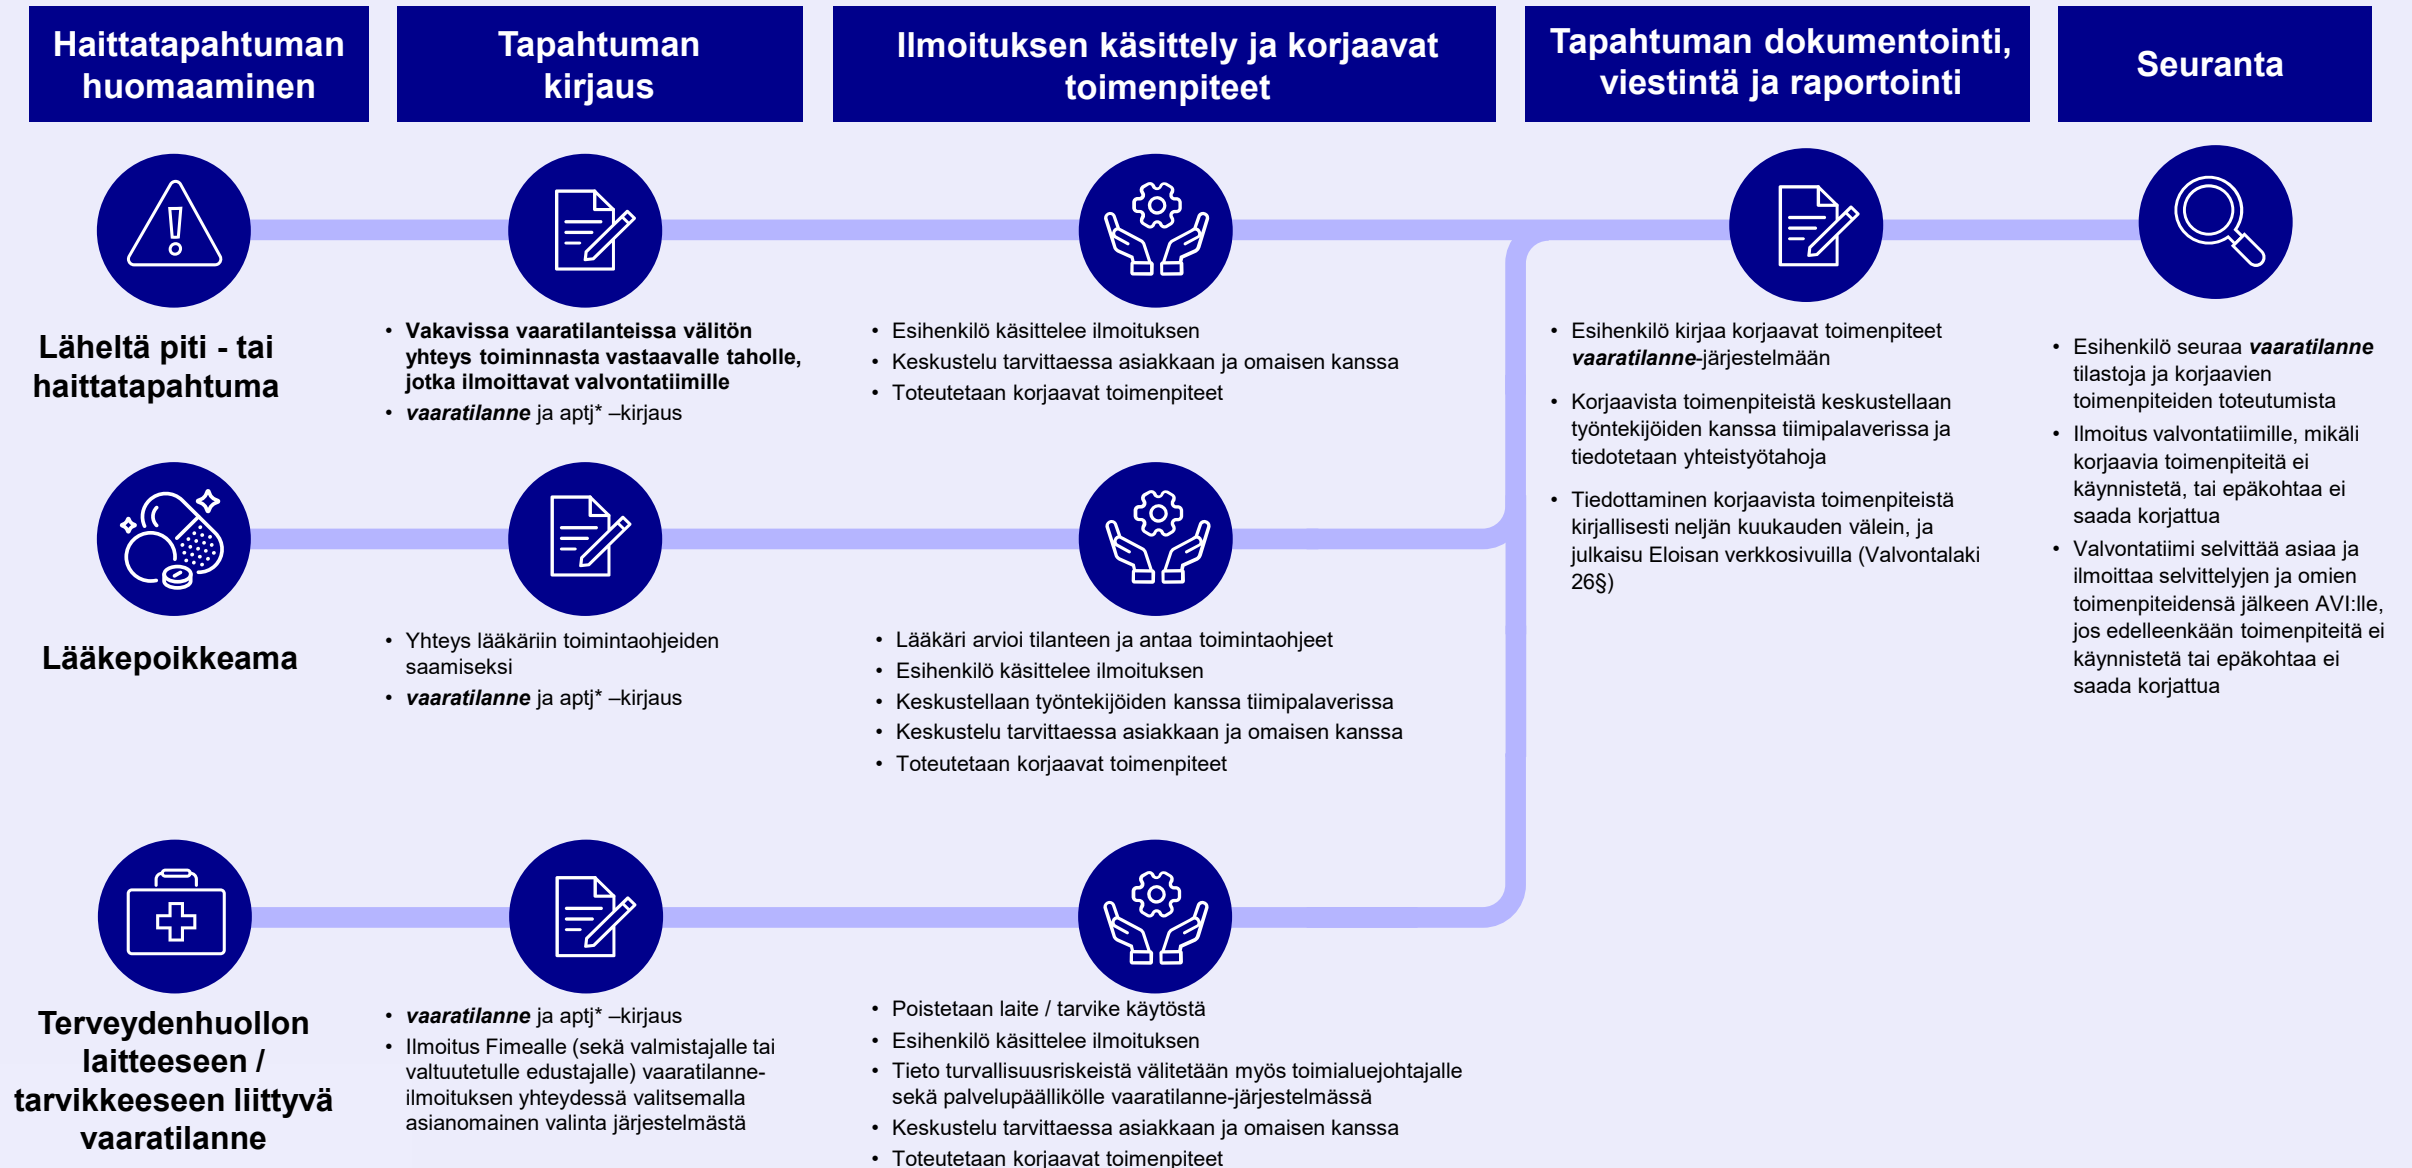 Haittatapahtuman
huomaaminen
Tapahtuman
kirjaus
Ilmoituksen käsittely ja korjaavat
toimenpiteet
Tapahtuman dokumentointi,
viestintä ja raportointi
Seuranta
Läheltä piti - tai
haittatapahtuma
• Vakavissa vaaratilanteissa välitön
yhteys toiminnasta vastaavalle taholle,
jotka ilmoittavat valvontatiimille
• vaaratilanne ja aptj* –kirjaus
• Esihenkilö käsittelee ilmoituksen
• Keskustelu tarvittaessa asiakkaan ja omaisen kanssa
• Toteutetaan korjaavat toimenpiteet
• Esihenkilö kirjaa korjaavat toimenpiteet
vaaratilanne-järjestelmään
• Korjaavista toimenpiteistä keskustellaan
työntekijöiden kanssa tiimipalaverissa ja
tiedotetaan yhteistyötahoja
• Tiedottaminen korjaavista toimenpiteistä
kirjallisesti neljän kuukauden välein, ja
julkaisu Eloisan verkkosivuilla (Valvontalaki
26§)
• Esihenkilö seuraa vaaratilanne
tilastoja ja korjaavien
toimenpiteiden toteutumista
• Ilmoitus valvontatiimille, mikäli
korjaavia toimenpiteitä ei
käynnistetä, tai epäkohtaa ei
saada korjattua
• Valvontatiimi selvittää asiaa ja
ilmoittaa selvittelyjen ja omien
toimenpiteidensä jälkeen AVI:lle,
jos edelleenkään toimenpiteitä ei
käynnistetä tai epäkohtaa ei
saada korjattua
Lääkepoikkeama
• Yhteys lääkäriin toimintaohjeiden
saamiseksi
• vaaratilanne ja aptj* –kirjaus
• Lääkäri arvioi tilanteen ja antaa toimintaohjeet
• Esihenkilö käsittelee ilmoituksen
• Keskustellaan työntekijöiden kanssa tiimipalaverissa
• Keskustelu tarvittaessa asiakkaan ja omaisen kanssa
• Toteutetaan korjaavat toimenpiteet
Terveydenhuollon
laitteeseen /
tarvikkeeseen liittyvä
vaaratilanne
• vaaratilanne ja aptj* –kirjaus
• Ilmoitus Fimealle (sekä valmistajalle tai
valtuutetulle edustajalle) vaaratilanne-
ilmoituksen yhteydessä valitsemalla
asianomainen valinta järjestelmästä
• Poistetaan laite / tarvike käytöstä
• Esihenkilö käsittelee ilmoituksen
• Tieto turvallisuusriskeistä välitetään myös toimialuejohtajalle
sekä palvelupäällikölle vaaratilanne-järjestelmässä
• Keskustelu tarvittaessa asiakkaan ja omaisen kanssa
• Toteutetaan korjaavat toimenpiteet